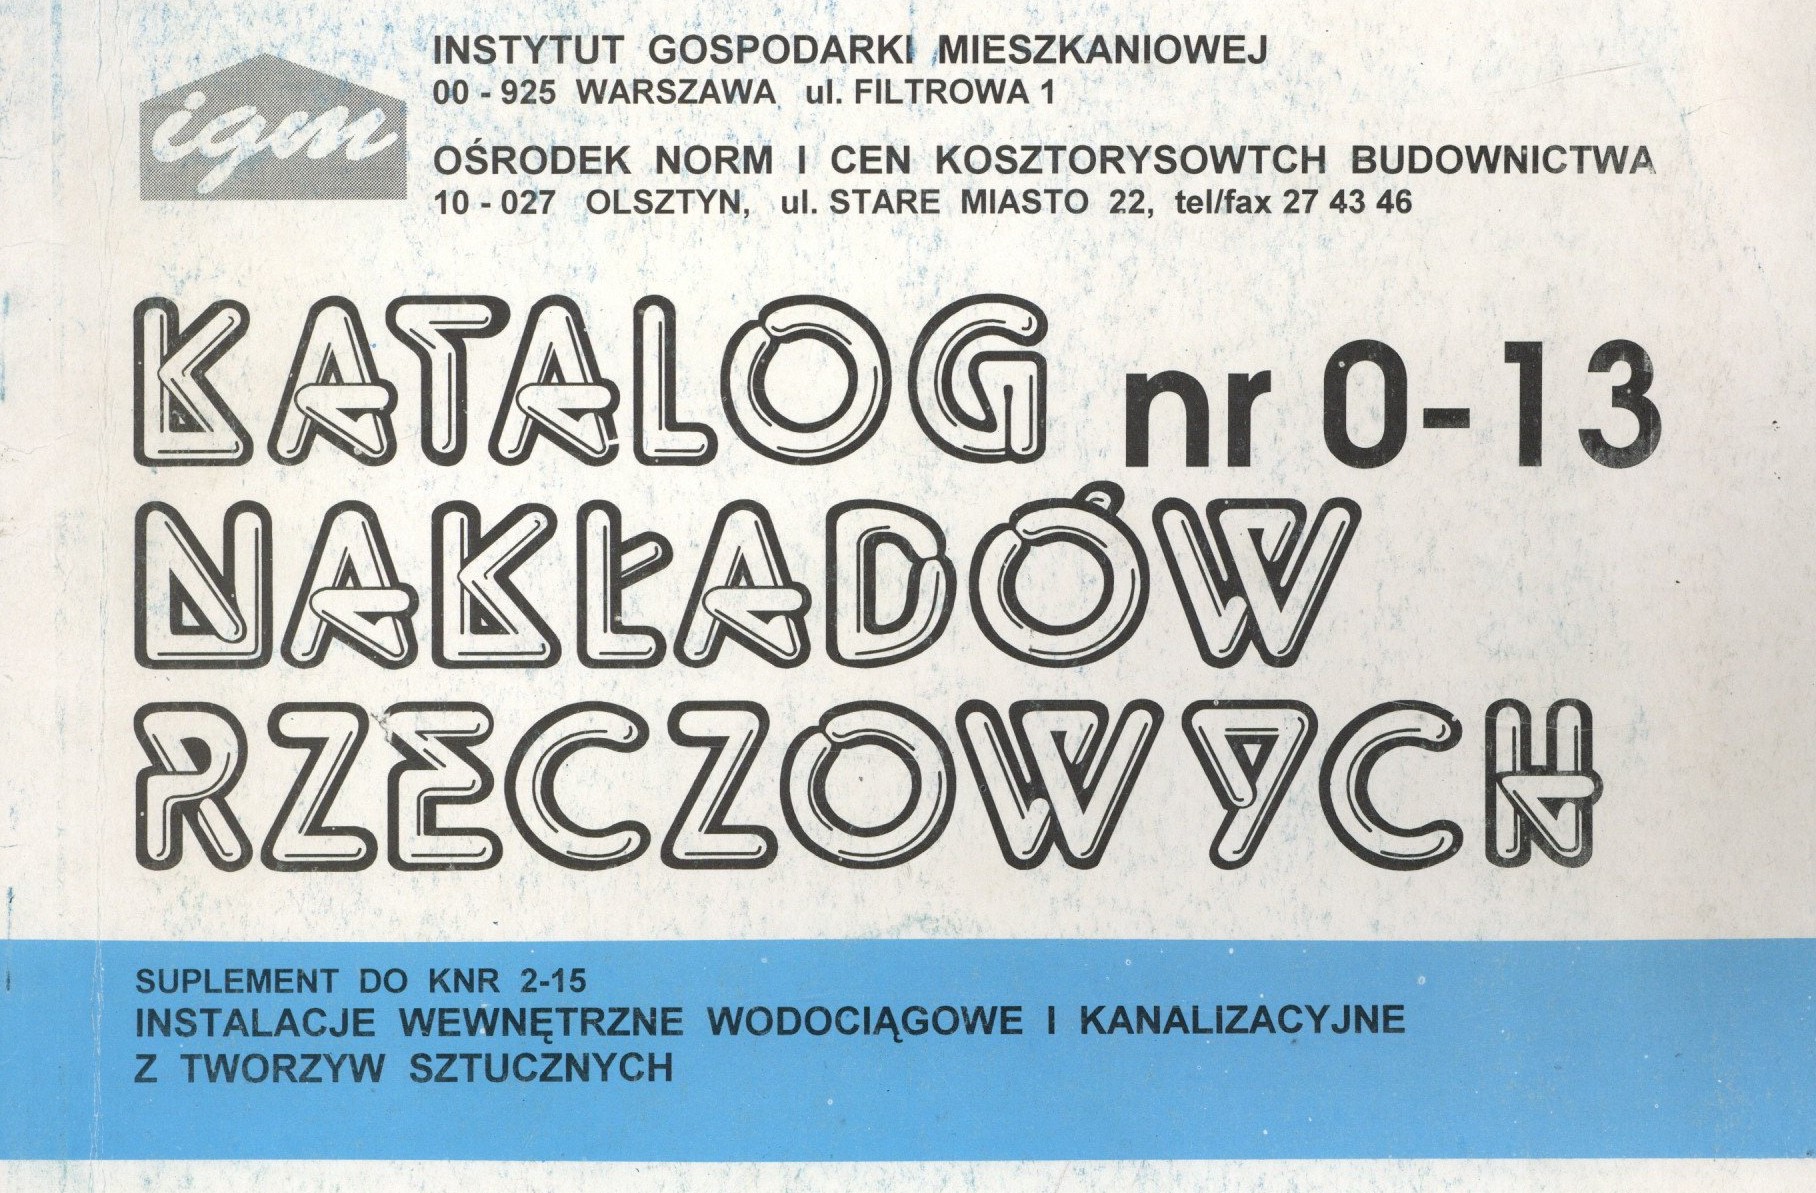 INSTYTUT GOSPODARKI MIESZKANIOWEJ
00 - 925 WARSZAWA ul. FILTROWA 1
igm
OŚRODEK NORM I CEN KOSZTORYSOWTCH BUDOWNICTWA
10 - 027 OLSZTYN, ul. STARE MIASTO 22, tel/fax 27 43 46
KATALOG nr 0-13
NAKŁADÓW
RZECZOWYCH
SUPLEMENT DO KNR 2-15
INSTALACJE WEWNĘTRZNE WODOCIĄGOWE I KANALIZACYJNE
Z TWORZYW SZTUCZNYCH